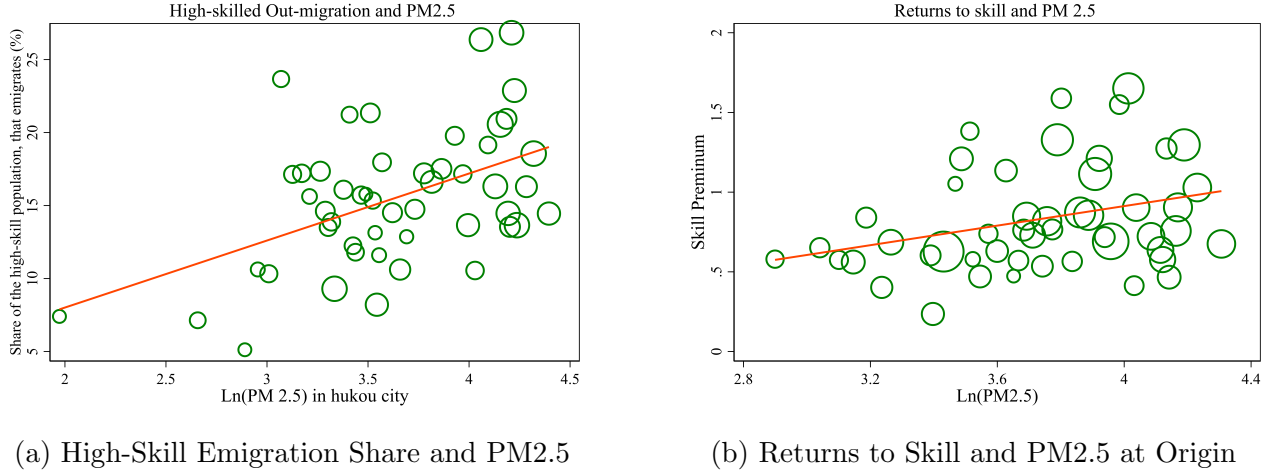 High-skilled Out-migration and PM2.5
Share of the high-skill population, that emigrates (%)
25
20
15
10
5
2
2.5
3
3.5
4
4.5
Ln(PM 2.5) in hukou city
(a) High-Skill Emigration Share and PM2.5
Returns to skill and PM 2.5
Skill Preminum
2
1.5
1
.5
0
2.8
3.2
3.6
4
4.4
Ln(PM2.5)
(b) Returns to Skill and PM2.5 at Origin